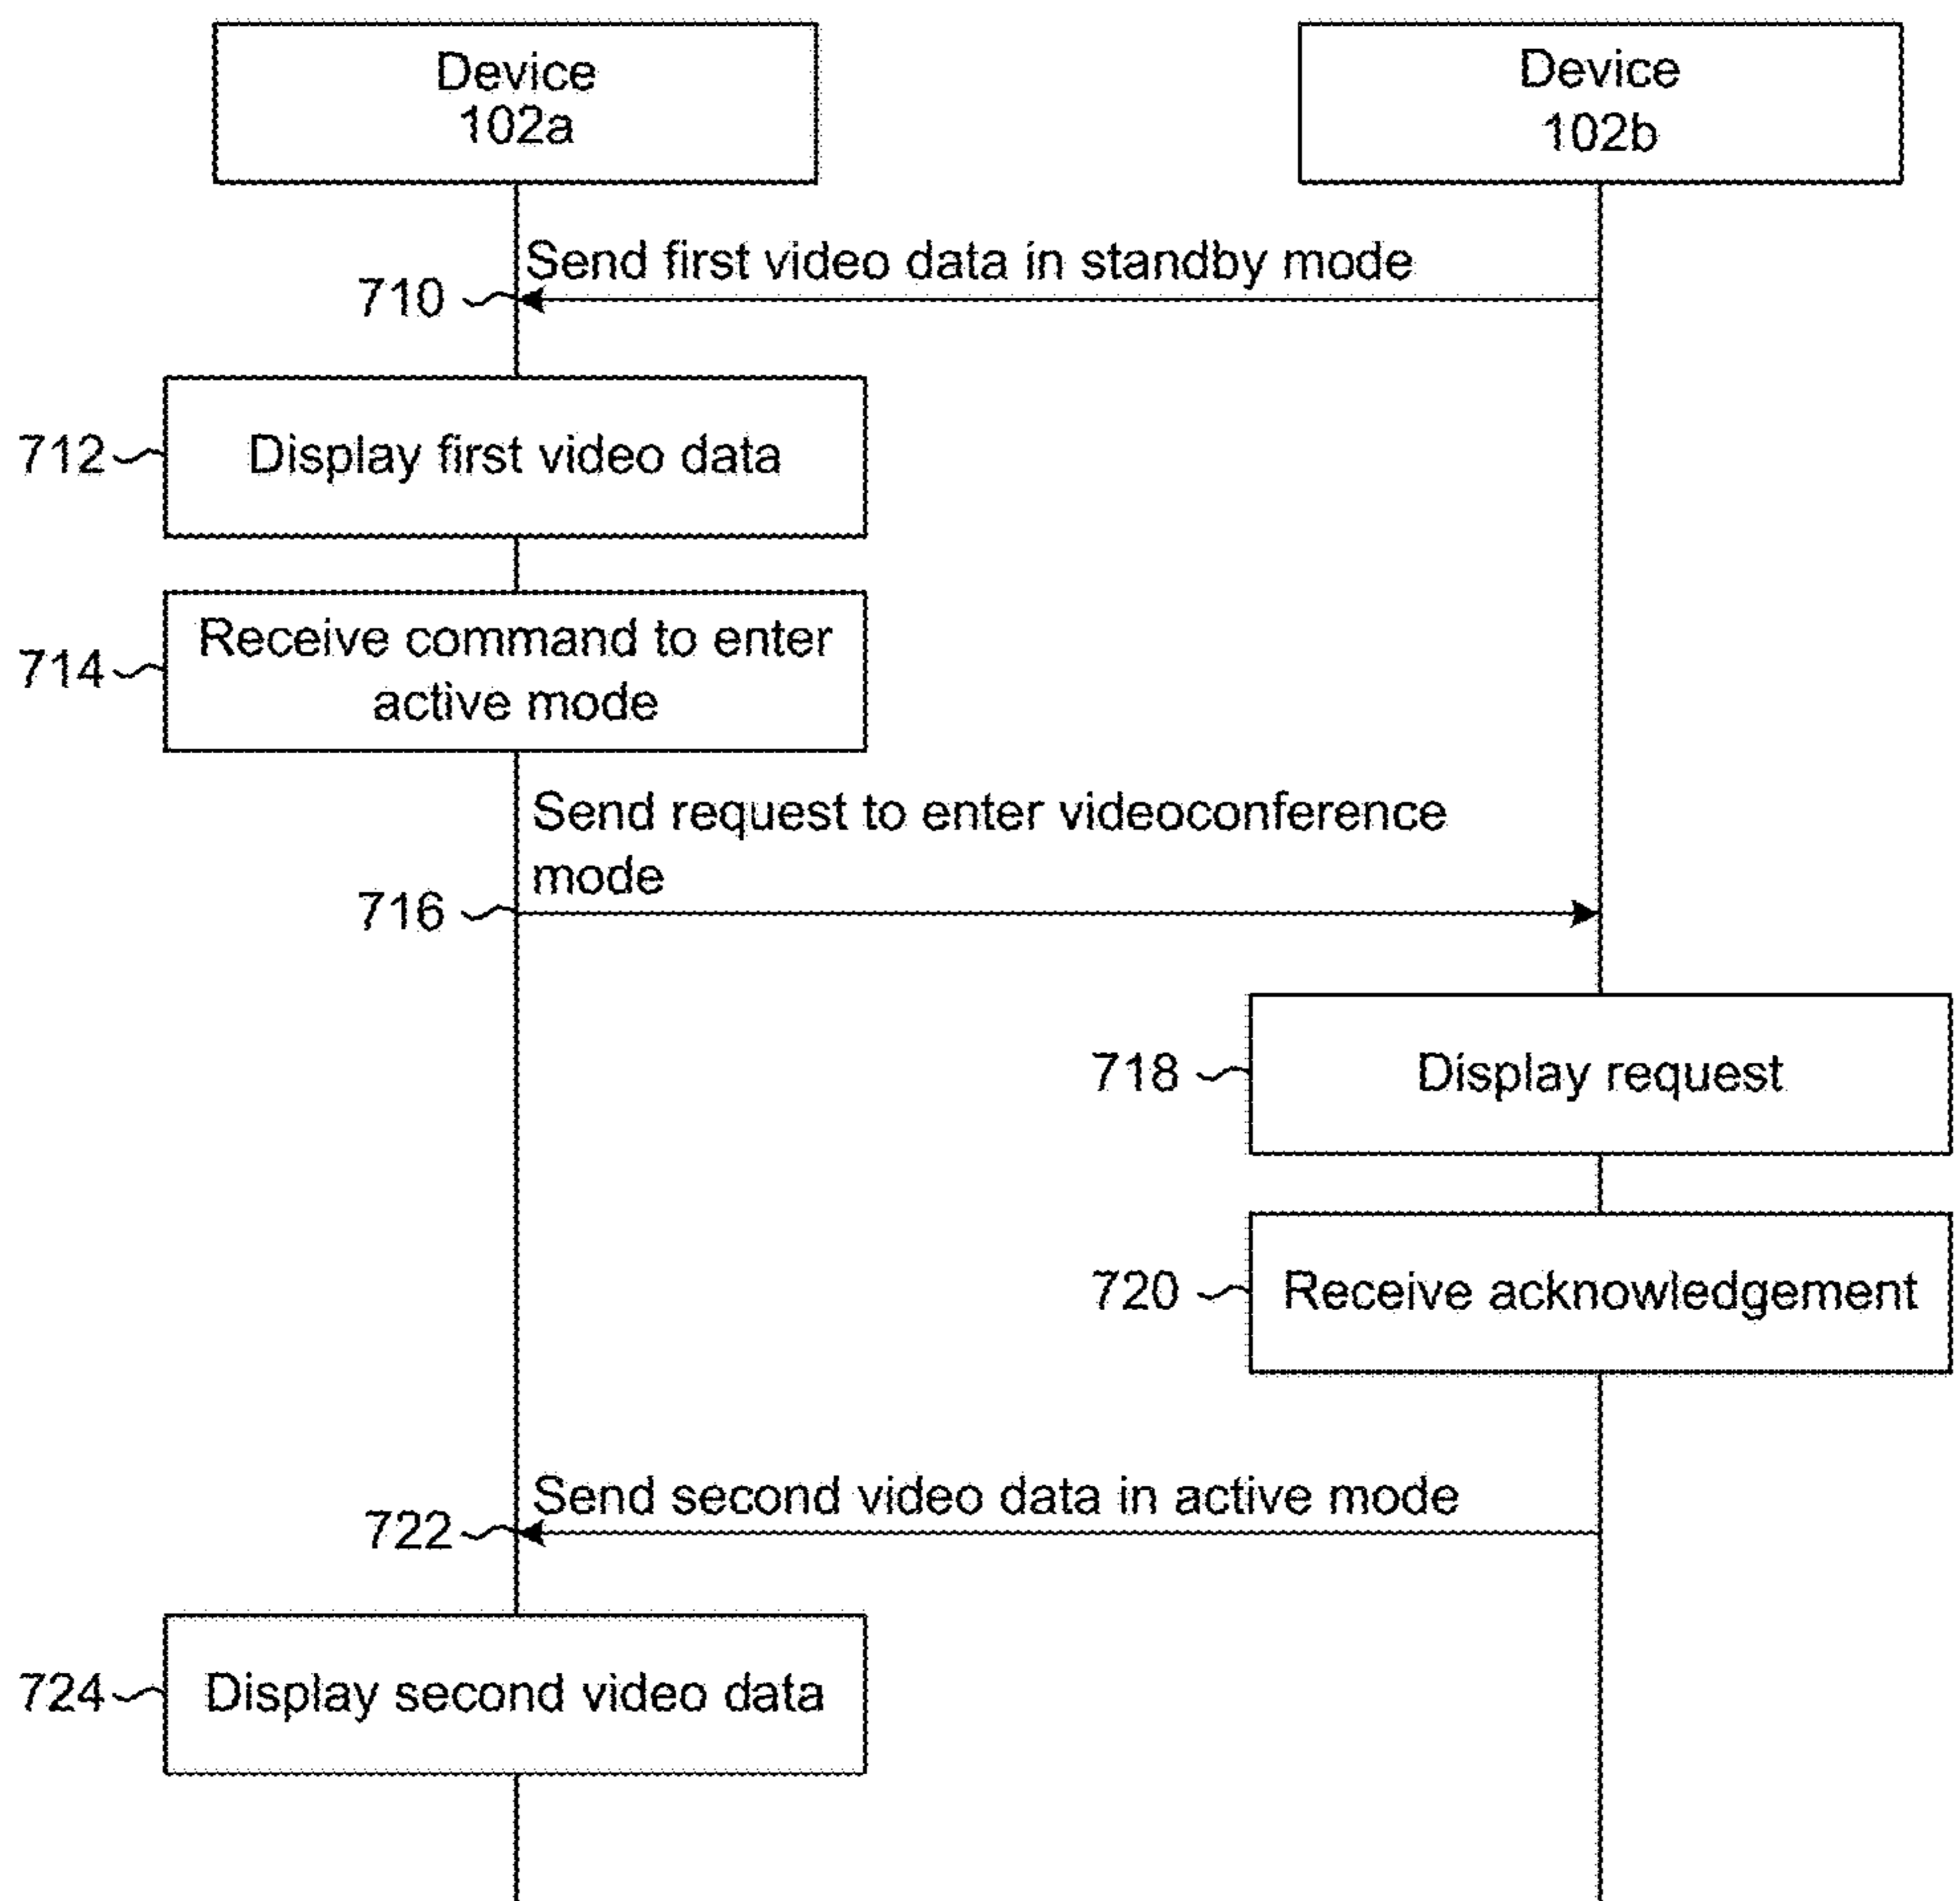 Device
102a
Device
102b
Send first video data in standby mode
710
712
Display first video data
714
Receive command to enter
active mode
Send request to enter videoconference
mode
716
718
Display request
720
Receive acknowledgement
Send second video data in active mode
722
724
Display second video data